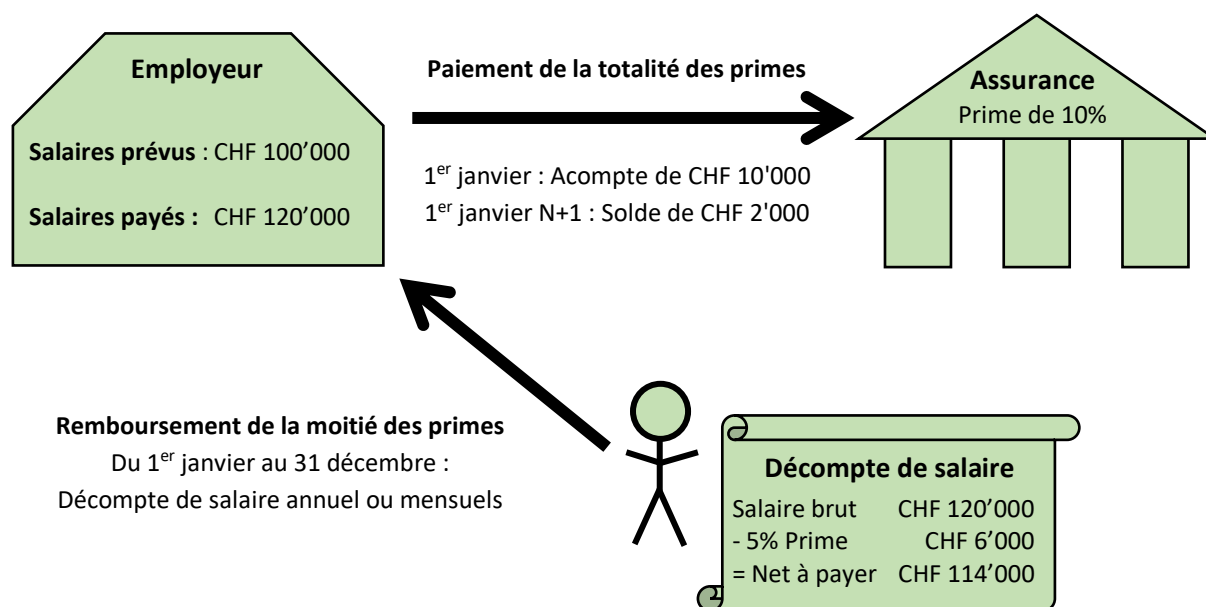 Employeur
Salaires prévus : CHF 100’000
Salaires payés : CHF 120’000
Paiement de la totalité des primes
1er janvier : Acompte de CHF 10'000
1er janvier N+1 : Solde de CHF 2'000
Assurance
Prime de 10%
Remboursement de la moitié des primes
Du 1er janvier au 31 décembre :
Décompte de salaire annuel ou mensuels
Décompte de salaire
Salaire brut CHF 120’000
- 5% Prime CHF 6’000
= Net à payer CHF 114’000